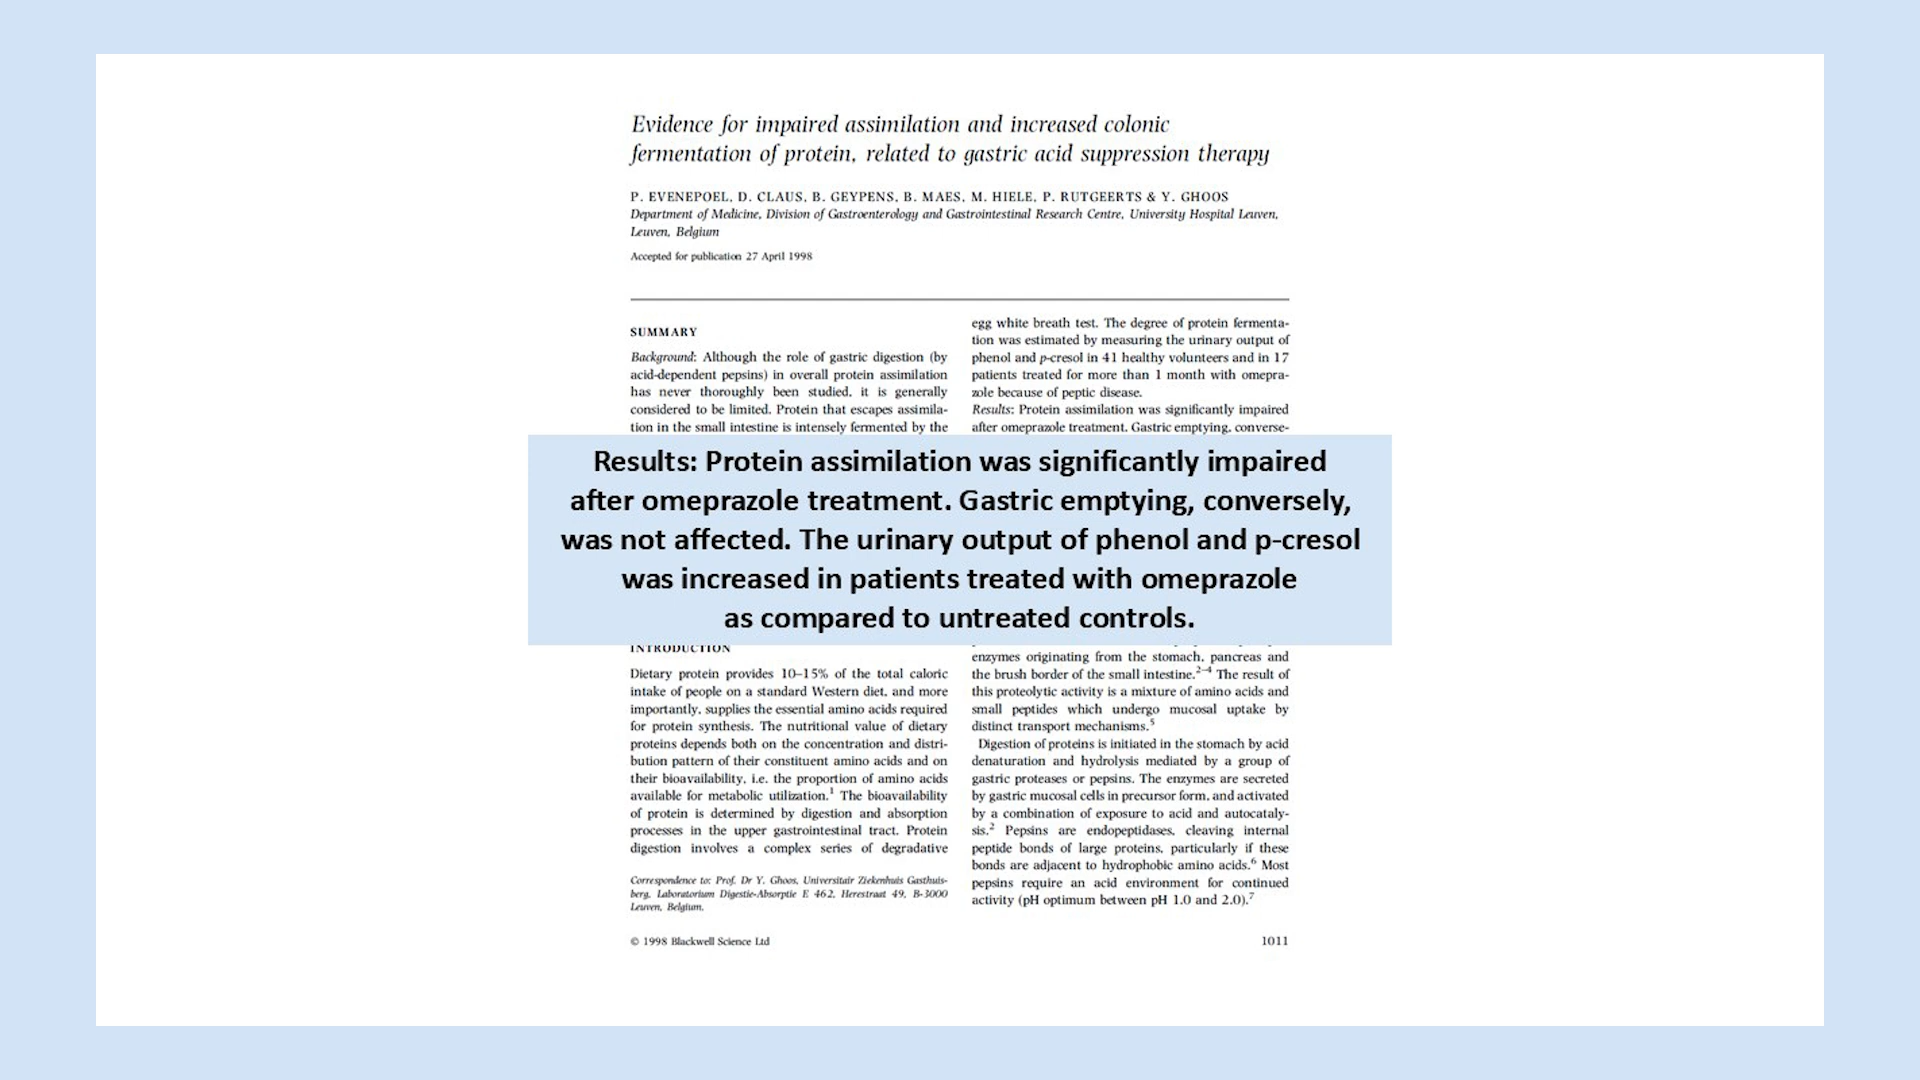 Evidence for impaired assimilation and increased colonic
fermentation of protein, related to gastric acid suppression therapy
P. EVENEPOEL, D. CLAUS, B. GEYPENS, B. MAES, M. HIELE, P. RUTGEERTS & Y. GHOOS
Department of Medicine, Division of Gastroenterology and Gastrointestinal Research Centre, University Hospital Leuven,
Leuven, Belgium
Accepted for publication 27 April 1998
SUMMARY
Background: Although the role of gastric digestion (by
acid-dependent pepsins) in overall protein assimilation
has never thoroughly been studied, it is generally
considered to be limited. Protein that escapes assimila-
tion in the small intestine is intensely fermented by the
egg white breath test. The degree of protein fermenta-
tion was estimated by measuring the urinary output of
phenol and p-cresol in 41 healthy volunteers and in 17
patients treated for more than 1 month with omepra-
zole because of peptic disease.
Results: Protein assimilation was significantly impaired
after omeprazole treatment. Gastric emptying, converse-
Results: Protein assimilation was significantly impaired
after omeprazole treatment. Gastric emptying, conversely,
was not affected. The urinary output of phenol and p-cresol
was increased in patients treated with omeprazole
as compared to untreated controls.
INTRODUCTION
Dietary protein provides 10–15% of the total caloric
intake of people on a standard Western diet, and more
importantly, supplies the essential amino acids required
for protein synthesis. The nutritional value of dietary
proteins depends both on the concentration and distri-
bution pattern of their constituent amino acids and on
their bioavailability, i.e. the proportion of amino acids
available for metabolic utilization.1 The bioavailability
of protein is determined by digestion and absorption
processes in the upper gastrointestinal tract. Protein
digestion involves a complex series of degradative
Correspondence to: Prof. Dr Y. Ghoos, Universitair Ziekenhuis Gasthuis-
berg, Laboratorium Digestie-Absorptie E 462, Herestraat 49, B-3000
Leuven, Belgium.
enzymes originating from the stomach, pancreas and
the brush border of the small intestine.2–4 The result of
this proteolytic activity is a mixture of amino acids and
small peptides which undergo mucosal uptake by
distinct transport mechanisms.5
Digestion of proteins is initiated in the stomach by acid
denaturation and hydrolysis mediated by a group of
gastric proteases or pepsins. The enzymes are secreted
by gastric mucosal cells in precursor form, and activated
by a combination of exposure to acid and autocataly-
sis.2 Pepsins are endopeptidases, cleaving internal
peptide bonds of large proteins, particularly if these
bonds are adjacent to hydrophobic amino acids.6 Most
pepsins require an acid environment for continued
activity (pH optimum between pH 1.0 and 2.0).7
© 1998 Blackwell Science Ltd
1011